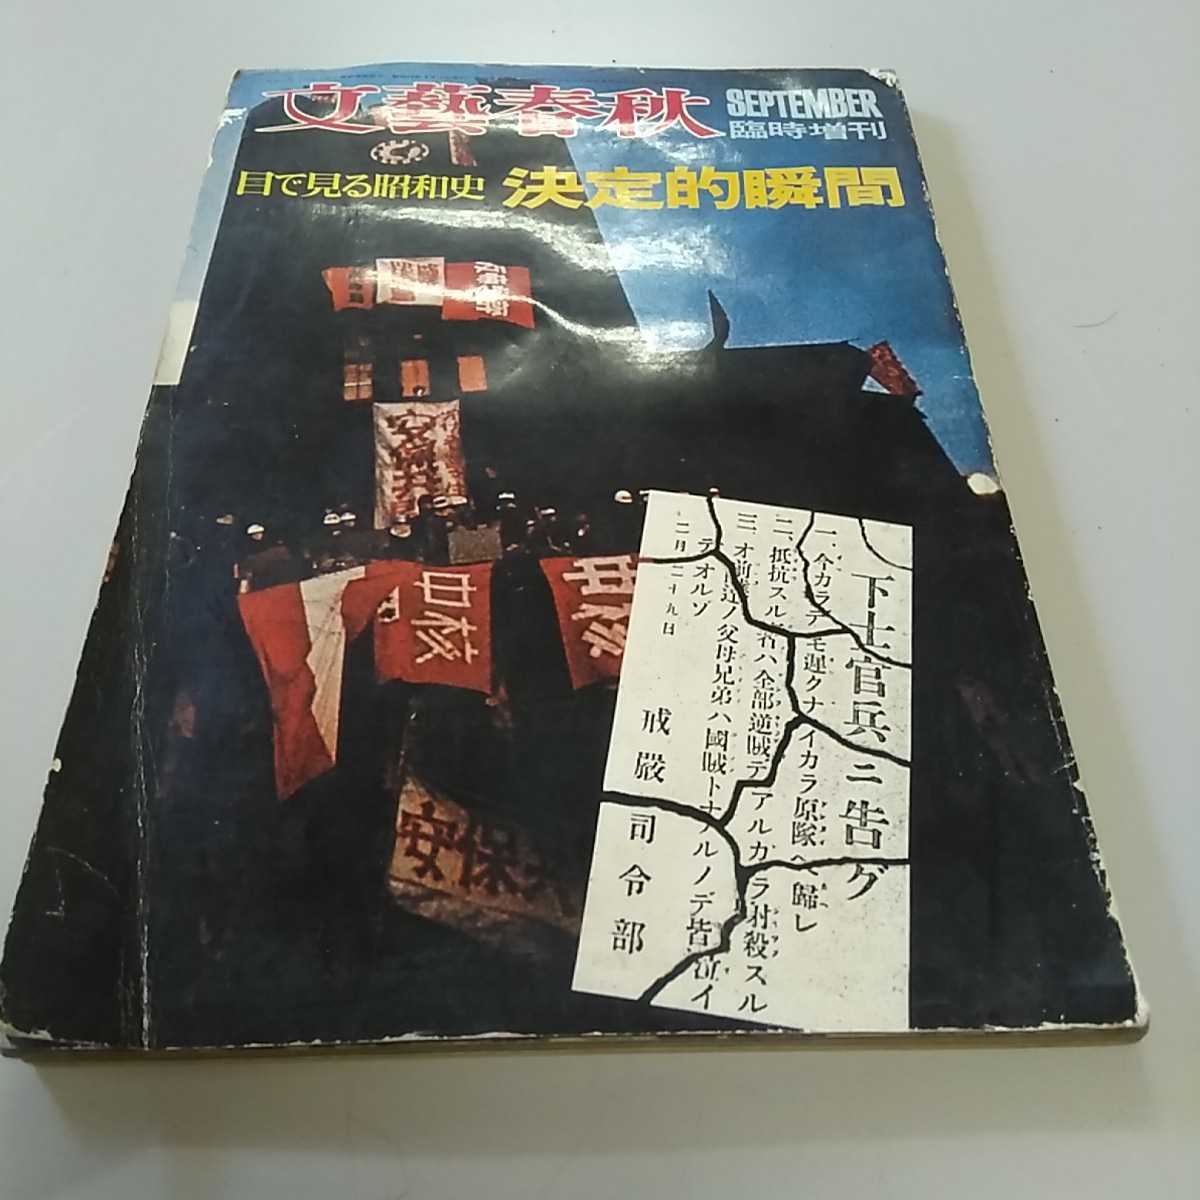 文藝春秋
SEPTEMBER
臨時増刊
目で見る昭和史 決定的瞬間
中核
中核
安保
下士官兵ニ告グ
一、今カラデモ遲クナイカラ原隊ヘ歸レ
二、抵抗スル者ハ全部逆賊デアルカラ射殺スル
三、オ前達ノ父母兄弟ハ國賊トナルノデ皆泣イ
テオルゾ
二月二十九日
戒嚴司令部